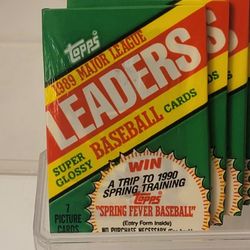 Topps
1989 MAJOR LEAGUE
LEADERS
SUPER GLOSSY BASEBALL CARDS
WIN
A TRIP TO 1990
SPRING TRAINING
Topps
"SPRING FEVER BASEBALL"
(Entry Form Inside)
NO PURCHASE NECESSARY
7
PICTURE
CARDS